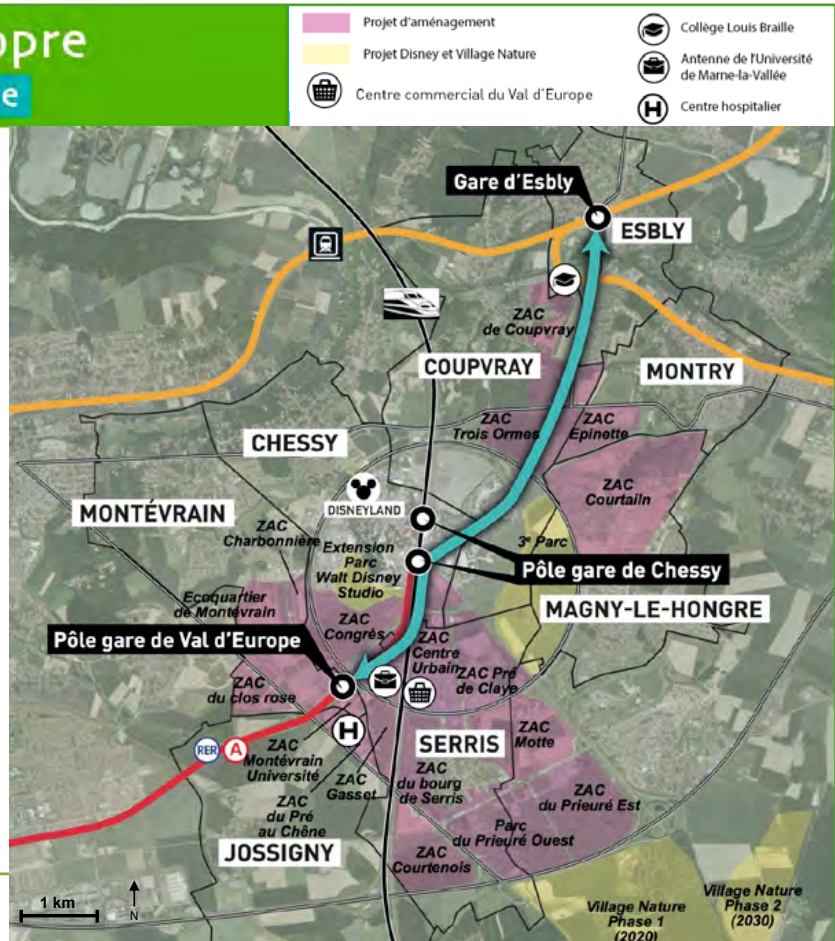 opre
e
Projet d'aménagement
Projet Disney et Village Nature
Centre commercial du Val d'Europe
Collège Louis Braille
Antenne de l'Université
de Marne-la-Vallée
H
Centre hospitalier
Gare d'Esbly
ESBLY
ZAC
de Coupvray
COUPVRAY
MONTRY
ZAC
Trois Ormes
ZAC
Epinette
CHESSY
ZAC
Courtailn
DISNEYLAND
MONTÉVRAIN
ZAC
Charbonnière
3e Parc
Extension
Parc
Walt Disney
Studio
Pôle gare de Chessy
Ecoquartier
de Montévrain
MAGNY-LE-HONGRE
ZAC
Congrès
Pôle gare de Val d'Europe
ZAC
Centre
Urbain
ZAC Pré
de Claye
ZAC
du clos rose
H
SERRIS
ZAC
Motte
RER
A
ZAC
Montévrain
Université
ZAC
Gasset
ZAC
du bourg
de Serris
ZAC
du Prieuré Est
ZAC
du Pré
au Chêne
Parc
du Prieuré Ouest
JOSSIGNY
ZAC
Courtenois
1 km
N
Village Nature
Phase 1
(2020)
Village Nature
Phase 2
(2030)